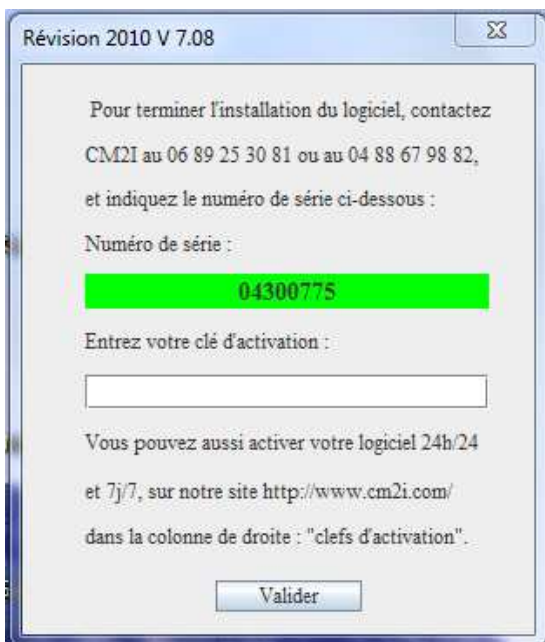 Révision 2010 V 7.08
Pour terminer l'installation du logiciel, contactez
CM2I au 06 89 25 30 81 ou au 04 88 67 98 82,
et indiquez le numéro de série ci-dessous :
Numéro de série :
04300775
Entrez votre clé d'activation :
Vous pouvez aussi activer votre logiciel 24h/24
et 7j/7, sur notre site http://www.cm2i.com/
dans la colonne de droite : "clefs d'activation".
Valider